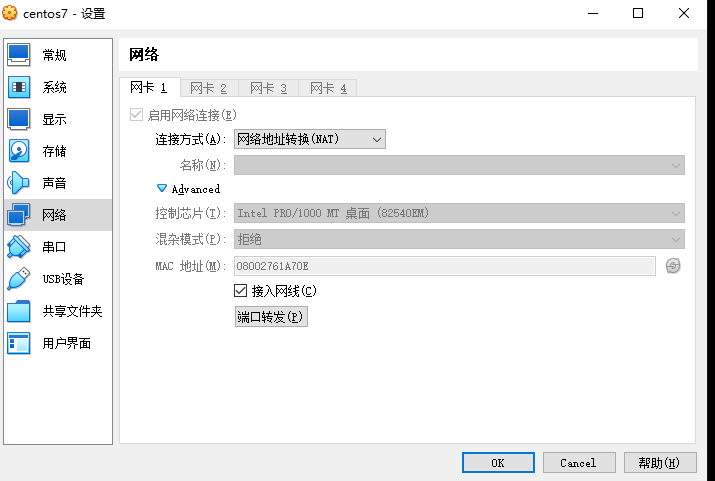 centos7 - 设置
常规
系统
显示
存储
声音
网络
串口
USB设备
共享文件夹
用户界面
网络
网卡 1 网卡 2 网卡 3 网卡 4
启用网络连接(E)
连接方式(A): 网络地址转换(NAT)
名称(N):
Advanced
控制芯片(T): Intel PRO/1000 MT 桌面 (82540EM)
混杂模式(P): 拒绝
MAC 地址(M): 08002761A70E
接入网线(C)
端口转发(P)
OK Cancel 帮助(H)